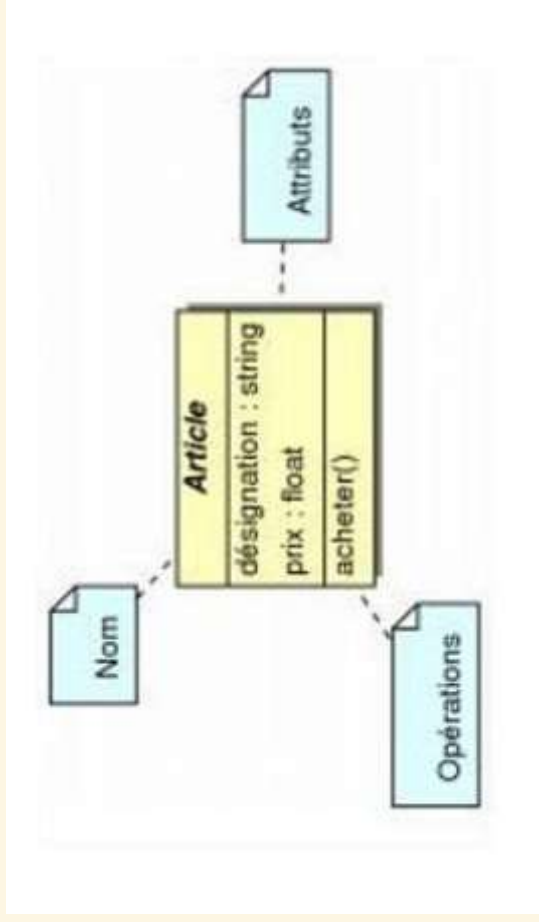 Nom
Article
désignation : string
prix : float
acheter()
Attributs
Opérations